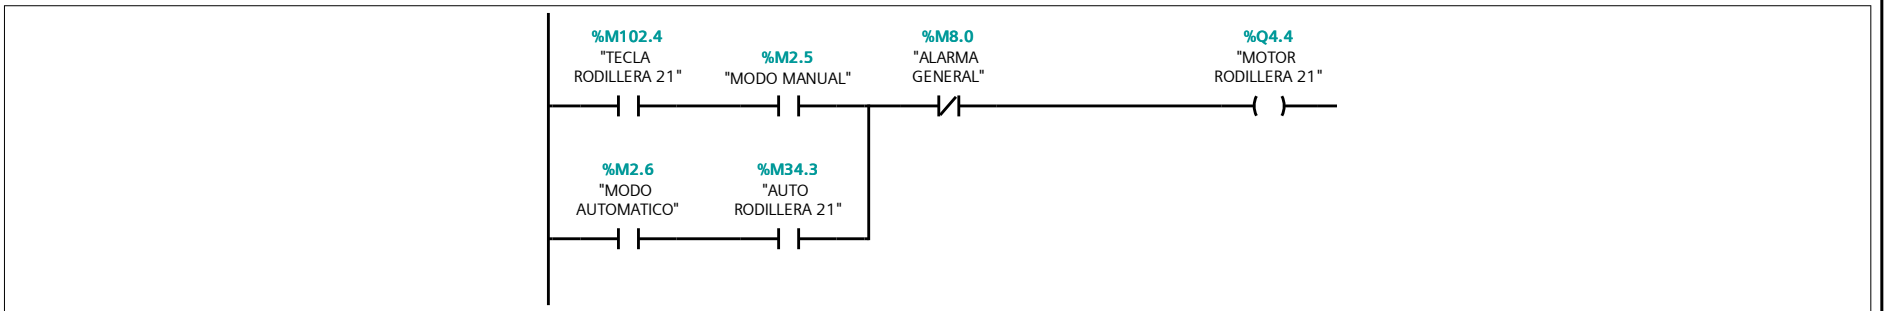 %M102.4
"TECLA
RODILLERA 21"
%M2.5
"MODO MANUAL"
%M8.0
"ALARMA
GENERAL"
%Q4.4
"MOTOR
RODILLERA 21"
%M2.6
"MODO
AUTOMATICO"
%M34.3
"AUTO
RODILLERA 21"